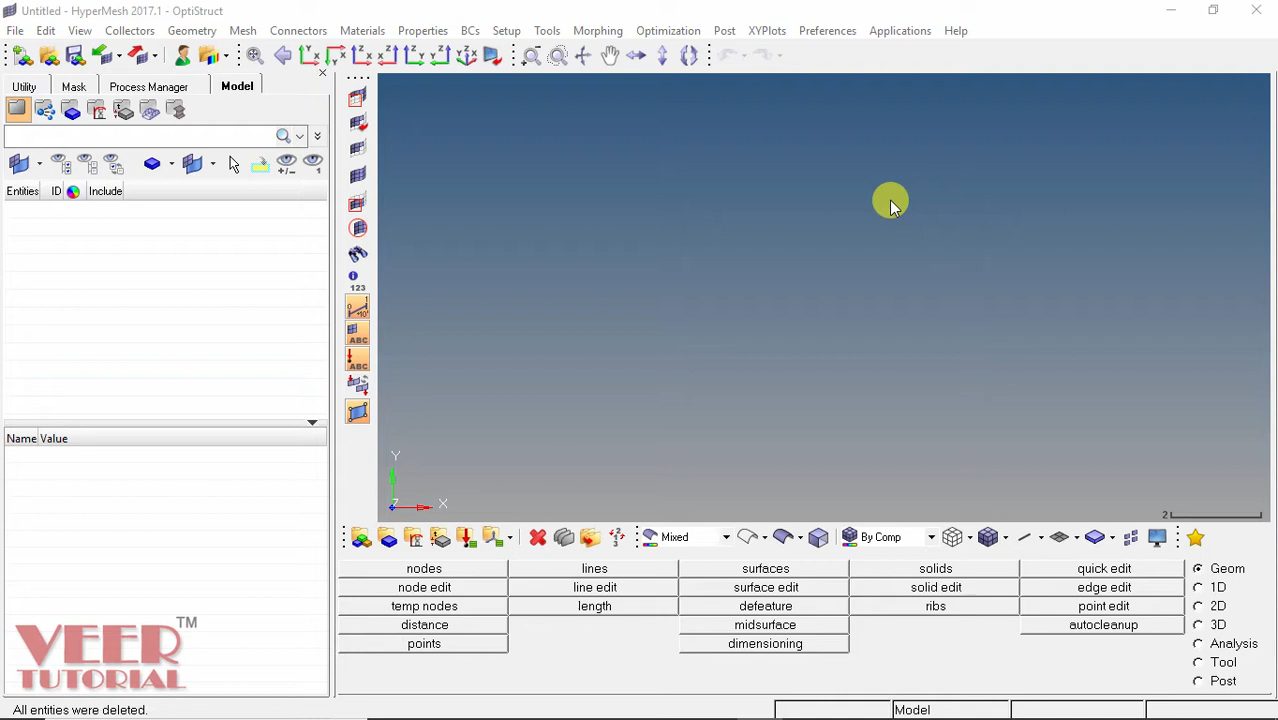 Untitled - HyperMesh 2017.1 - OptiStruct
File Edit View Collectors Geometry Mesh Connectors Materials Properties BCs Setup Tools Morphing Optimization Post XYPlots Preferences Applications Help
Utility Mask Process Manager Model
Entities ID Include
123
ABC
ABC
Name Value
Y
Z X
2
Mixed By Comp
nodes lines surfaces solids quick edit Geom
node edit line edit surface edit solid edit edge edit 1D
temp nodes length defeature ribs point edit 2D
distance midsurface autocleanup 3D
points dimensioning Analysis
Tool
Post
VEER TM
TUTORIAL
All entities were deleted. Model